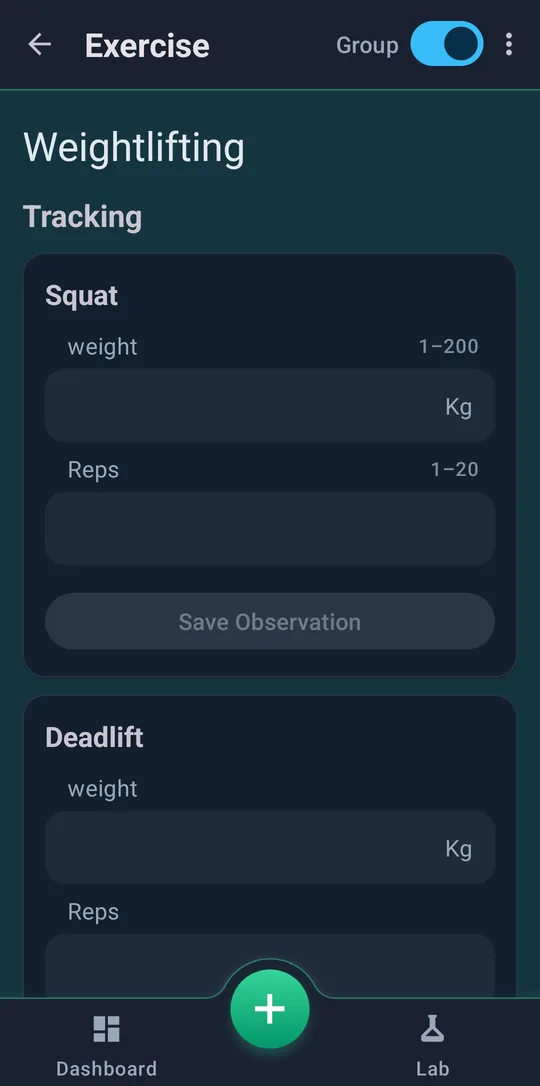 Exercise Group
Weightlifting
Tracking
Squat
weight 1–200
Kg
Reps 1–20
Save Observation
Deadlift
weight
Kg
Reps
Dashboard Lab